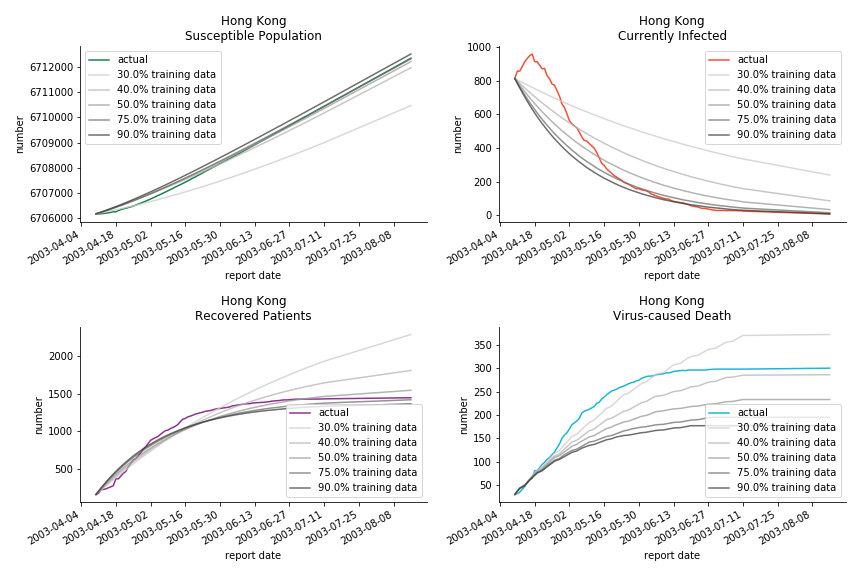 Hong Kong
Susceptible Population
number
6712000
6711000
6710000
6709000
6708000
6707000
6706000
actual
30.0% training data
40.0% training data
50.0% training data
75.0% training data
90.0% training data
2003-04-04
2003-04-18
2003-05-02
2003-05-16
2003-05-30
2003-06-13
2003-06-27
2003-07-11
2003-07-25
2003-08-08
report date
Hong Kong
Currently Infected
number
1000
800
600
400
200
0
actual
30.0% training data
40.0% training data
50.0% training data
75.0% training data
90.0% training data
2003-04-04
2003-04-18
2003-05-02
2003-05-16
2003-05-30
2003-06-13
2003-06-27
2003-07-11
2003-07-25
2003-08-08
report date
Hong Kong
Recovered Patients
number
2000
1500
1000
500
actual
30.0% training data
40.0% training data
50.0% training data
75.0% training data
90.0% training data
2003-04-04
2003-04-18
2003-05-02
2003-05-16
2003-05-30
2003-06-13
2003-06-27
2003-07-11
2003-07-25
2003-08-08
report date
Hong Kong
Virus-caused Death
number
350
300
250
200
150
100
50
actual
30.0% training data
40.0% training data
50.0% training data
75.0% training data
90.0% training data
2003-04-04
2003-04-18
2003-05-02
2003-05-16
2003-05-30
2003-06-13
2003-06-27
2003-07-11
2003-07-25
2003-08-08
report date